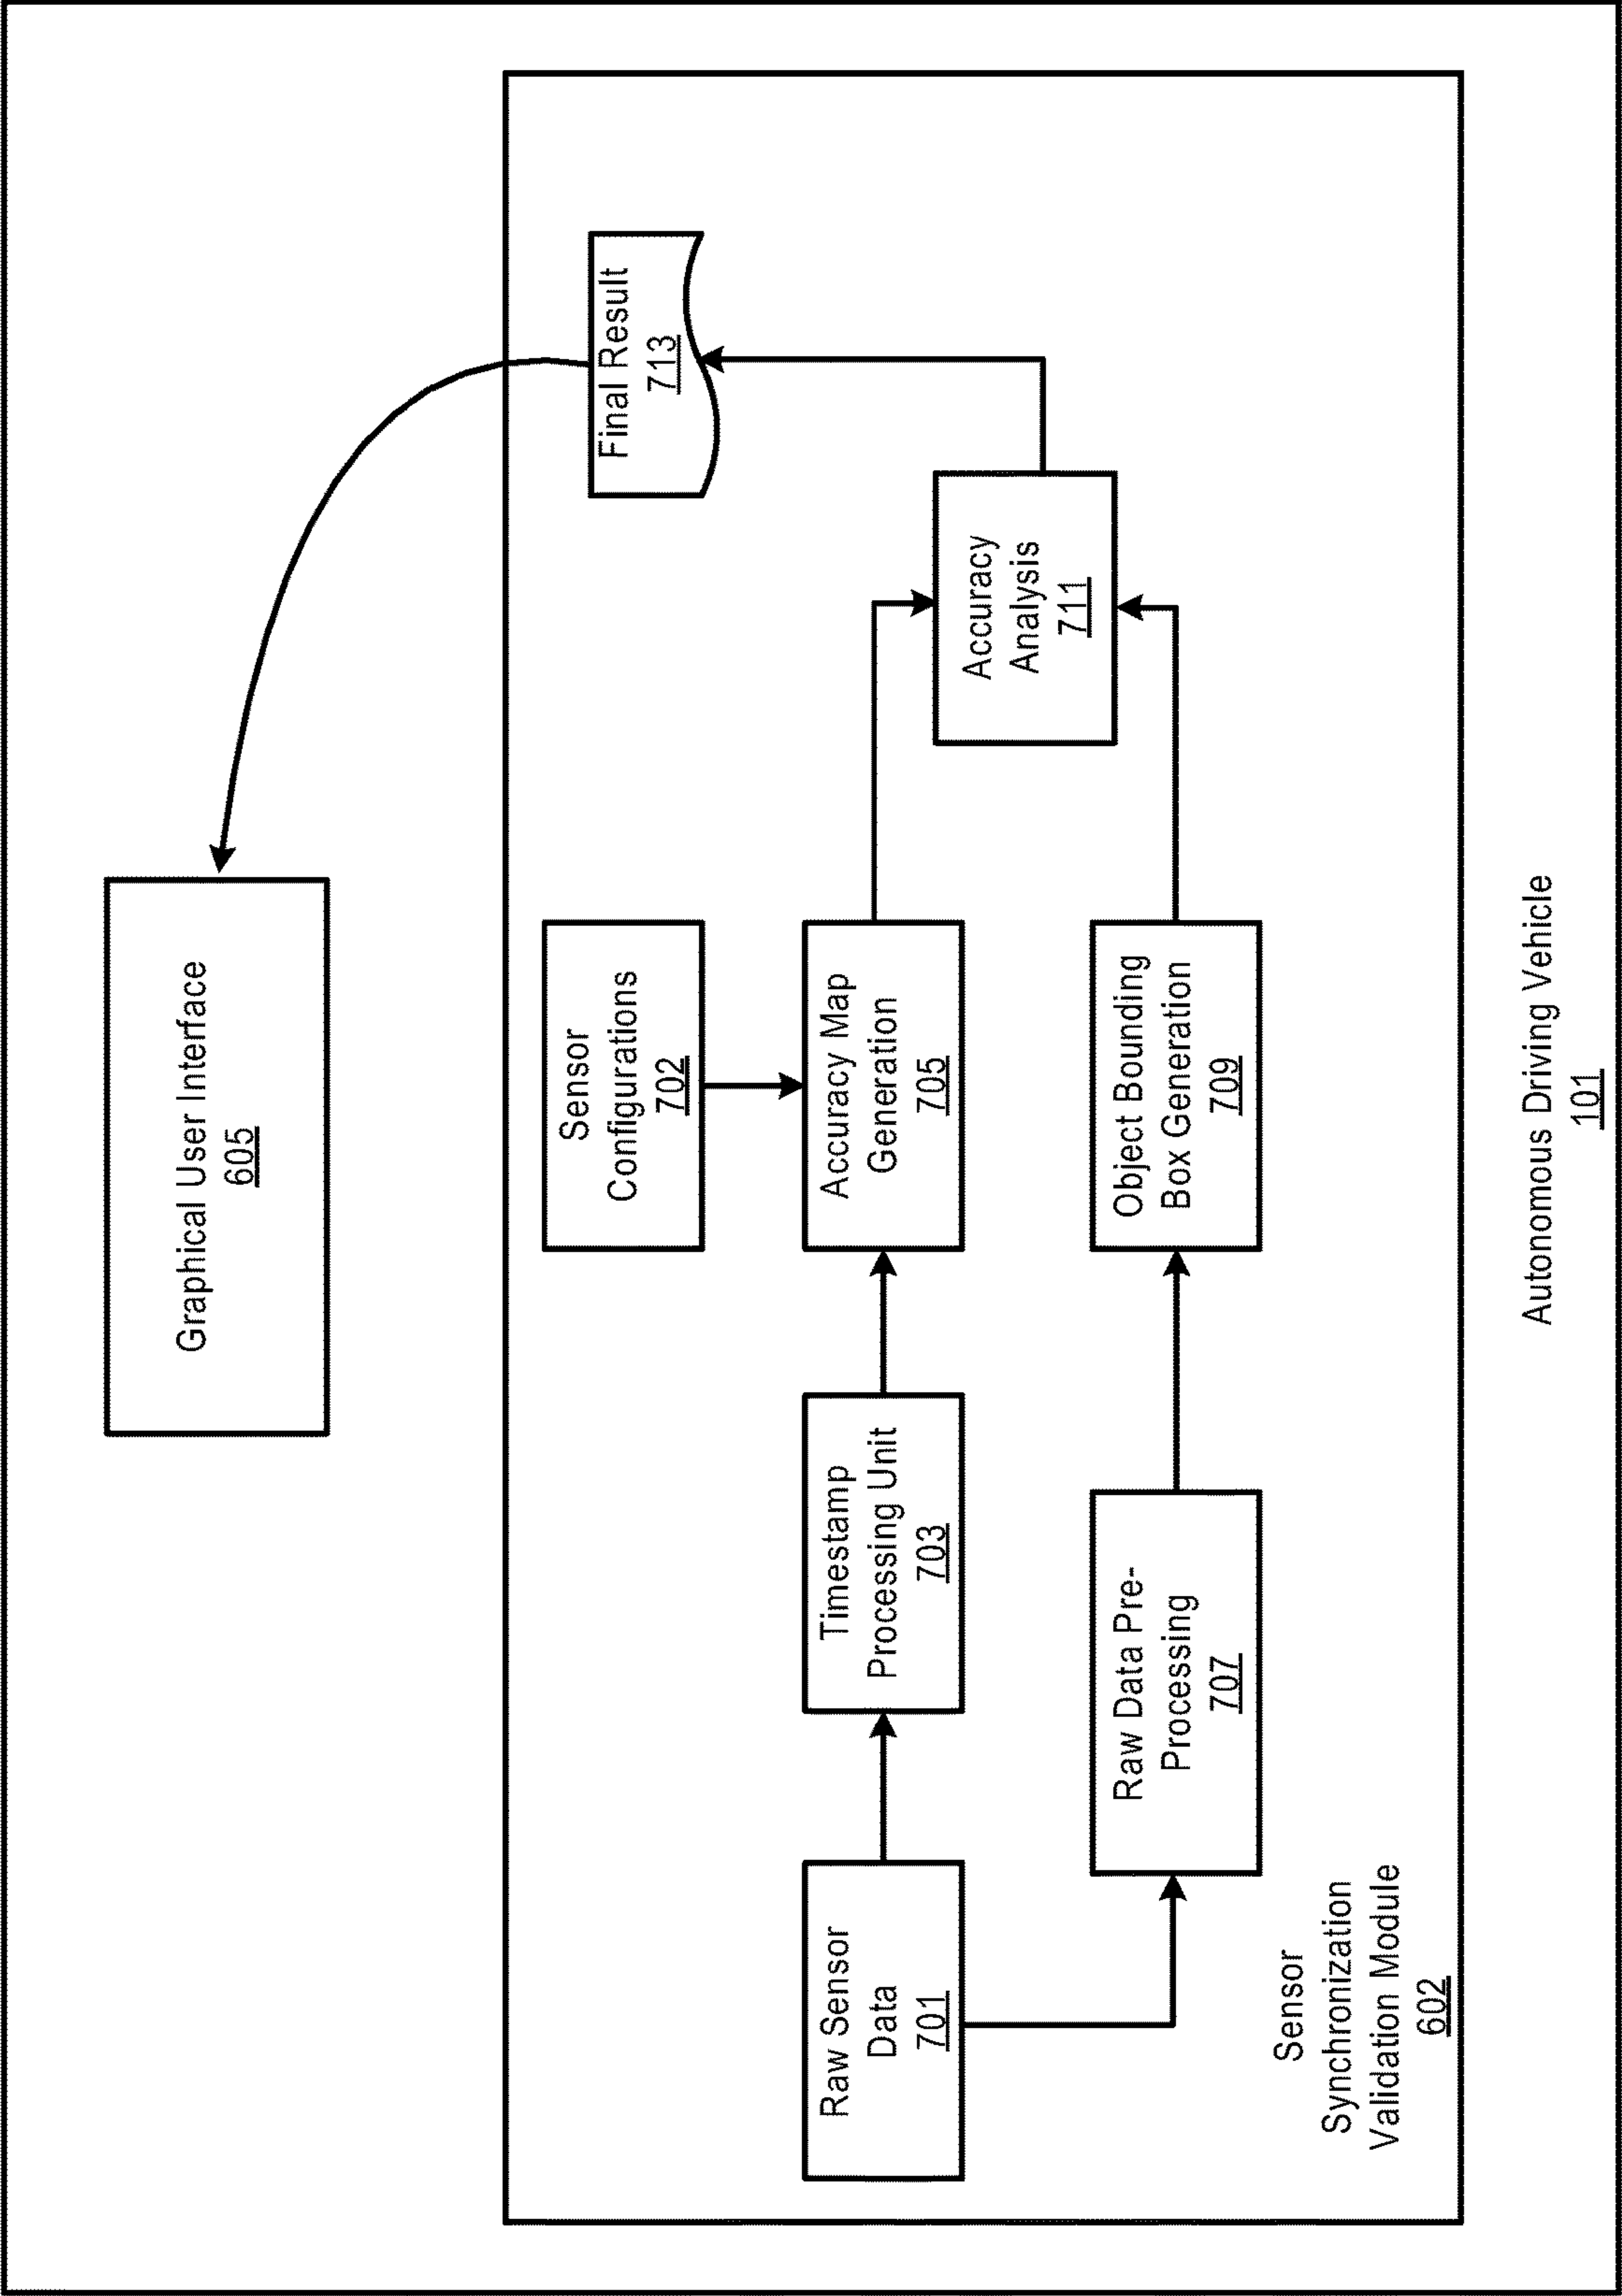 Graphical User Interface
605
Sensor
Configurations
702
Final Result
713
Raw Sensor
Data
701
Timestamp
Processing Unit
703
Accuracy Map
Generation
705
Accuracy
Analysis
711
Raw Data Pre-
Processing
707
Object Bounding
Box Generation
709
Sensor
Synchronization
Validation Module
602
Autonomous Driving Vehicle
101